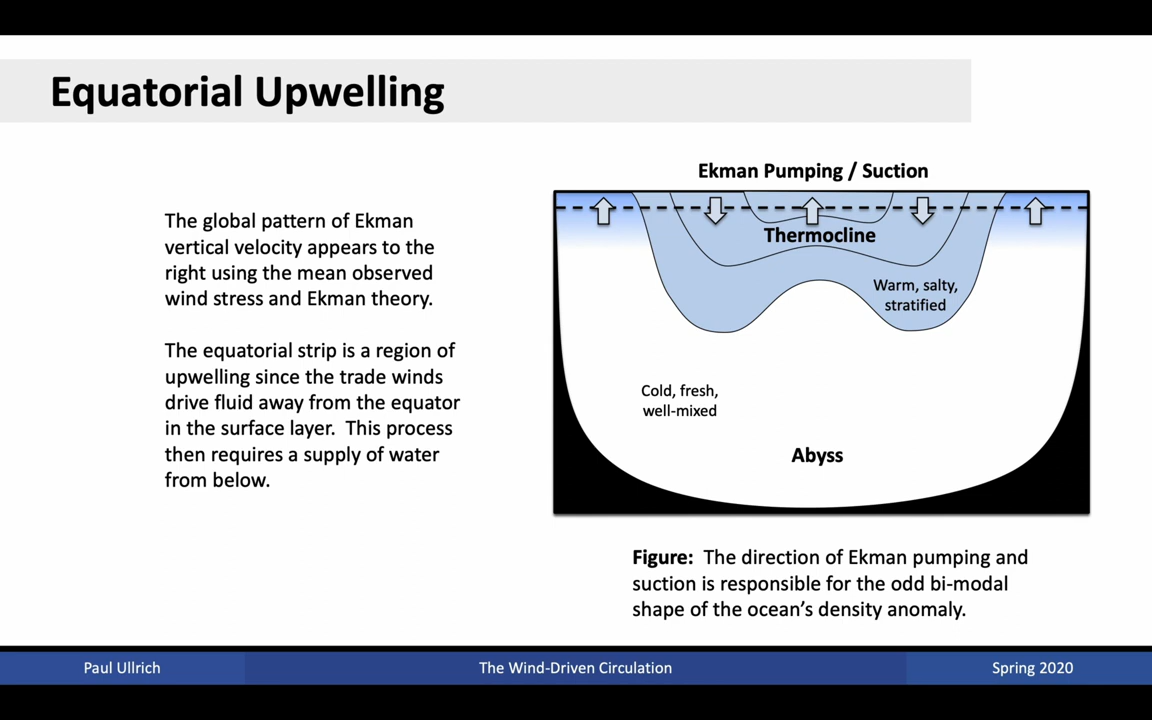 Equatorial Upwelling
The global pattern of Ekman
vertical velocity appears to the
right using the mean observed
wind stress and Ekman theory.
The equatorial strip is a region of
upwelling since the trade winds
drive fluid away from the equator
in the surface layer.  This process
then requires a supply of water
from below.
Ekman Pumping / Suction
Thermocline
Warm, salty,
stratified
Cold, fresh,
well-mixed
Abyss
Figure:  The direction of Ekman pumping and
suction is responsible for the odd bi-modal
shape of the ocean’s density anomaly.
Paul Ullrich
The Wind-Driven Circulation
Spring 2020